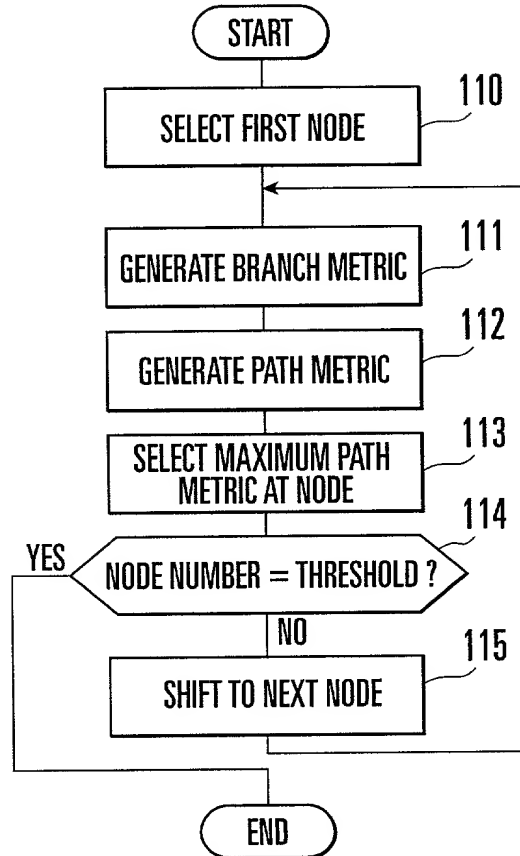 START
110
SELECT FIRST NODE
111
GENERATE BRANCH METRIC
112
GENERATE PATH METRIC
113
SELECT MAXIMUM PATH
METRIC AT NODE
114
YES
NODE NUMBER = THRESHOLD ?
NO
115
SHIFT TO NEXT NODE
END